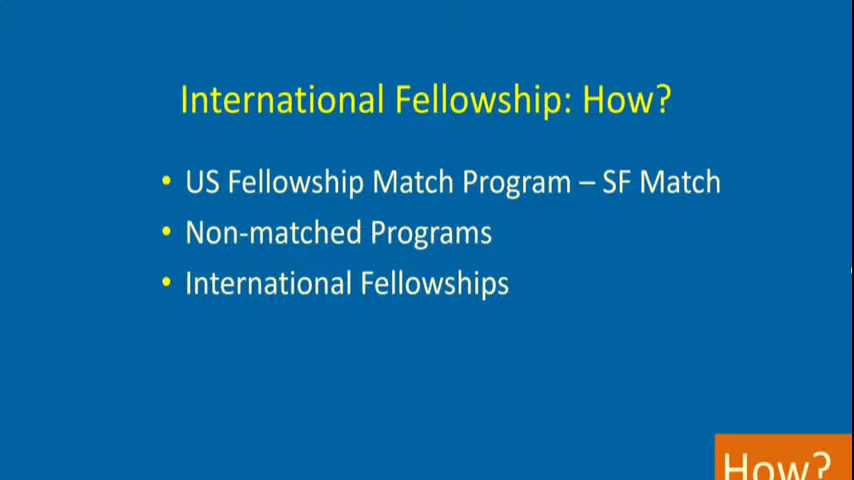 International Fellowship: How?
• US Fellowship Match Program – SF Match
• Non-matched Programs
• International Fellowships
How?